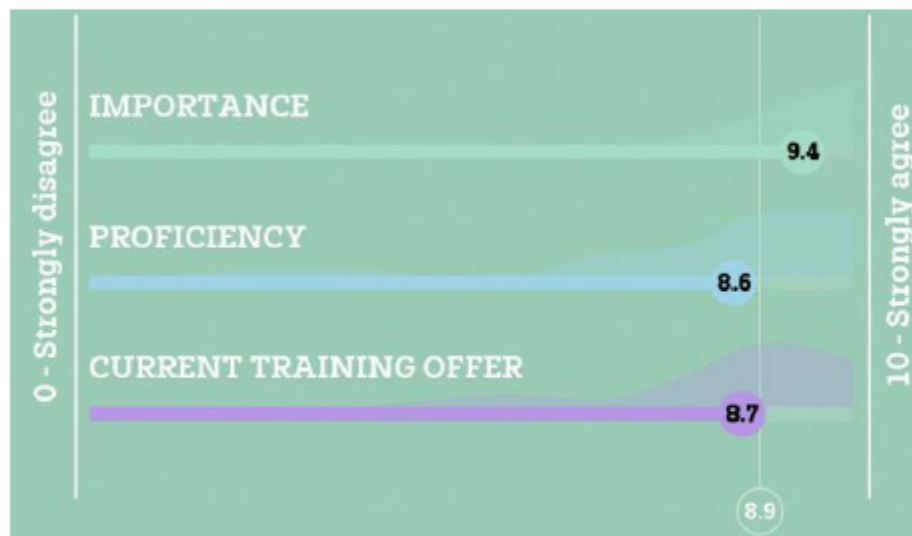 0 - Strongly disagree
IMPORTANCE
9.4
PROFICIENCY
8.6
CURRENT TRAINING OFFER
8.7
8.9
10 - Strongly agree